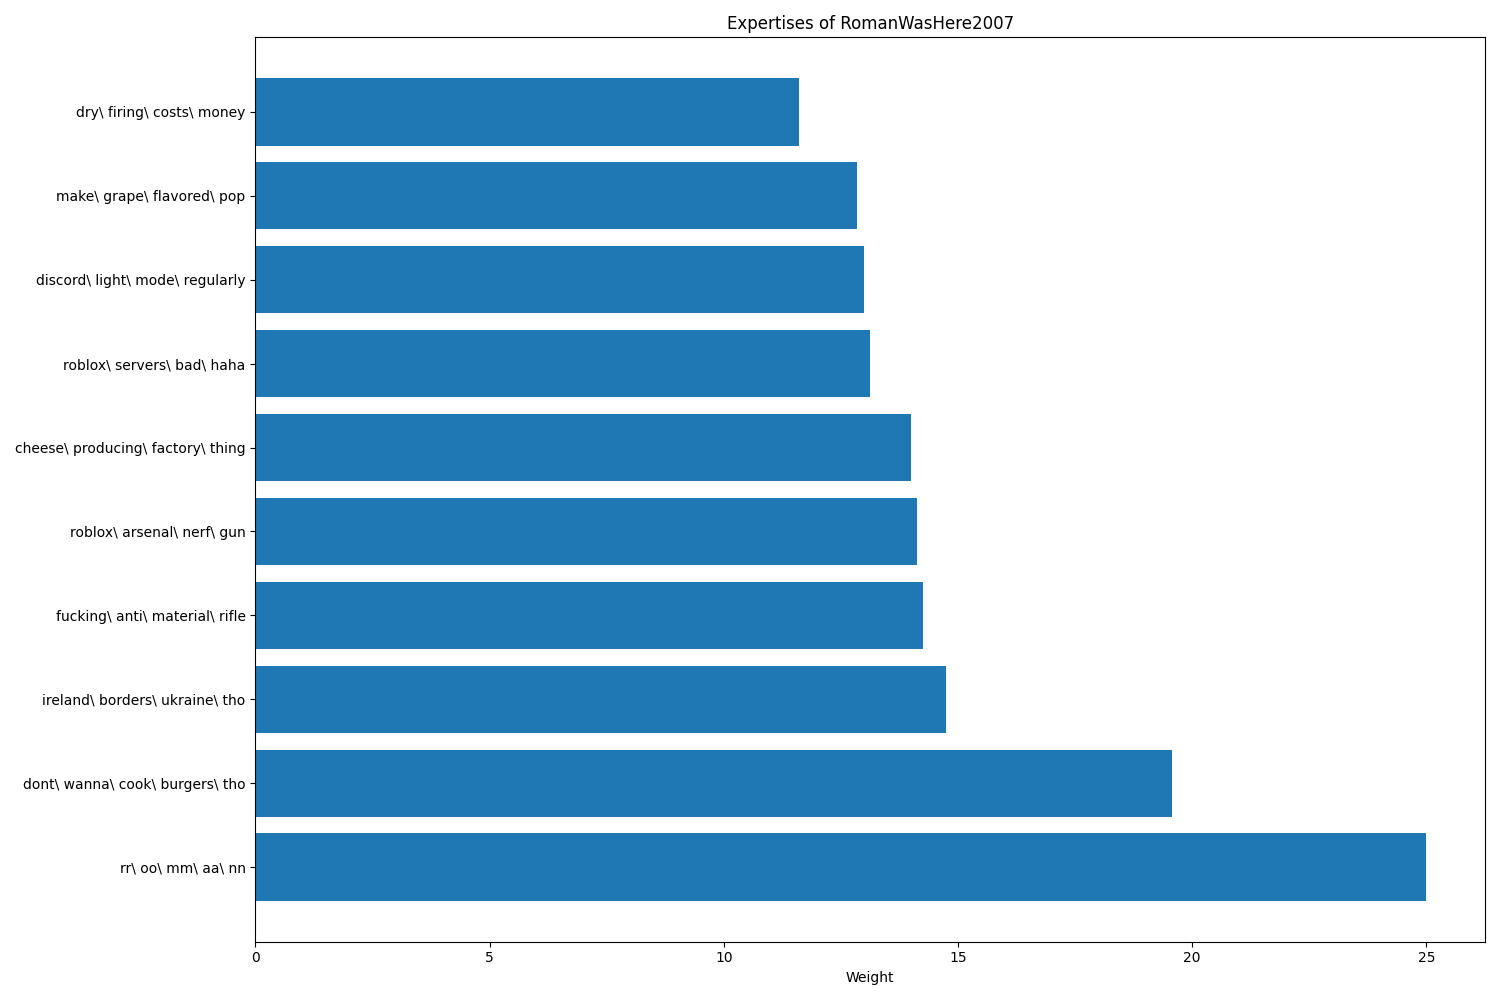 Expertises of RomanWasHere2007
dry\ firing\ costs\ money
make\ grape\ flavored\ pop
discord\ light\ mode\ regularly
roblox\ servers\ bad\ haha
cheese\ producing\ factory\ thing
roblox\ arsenal\ nerf\ gun
fucking\ anti\ material\ rifle
ireland\ borders\ ukraine\ tho
dont\ wanna\ cook\ burgers\ tho
rr\ oo\ mm\ aa\ nn
0 5 10 15 20 25
Weight